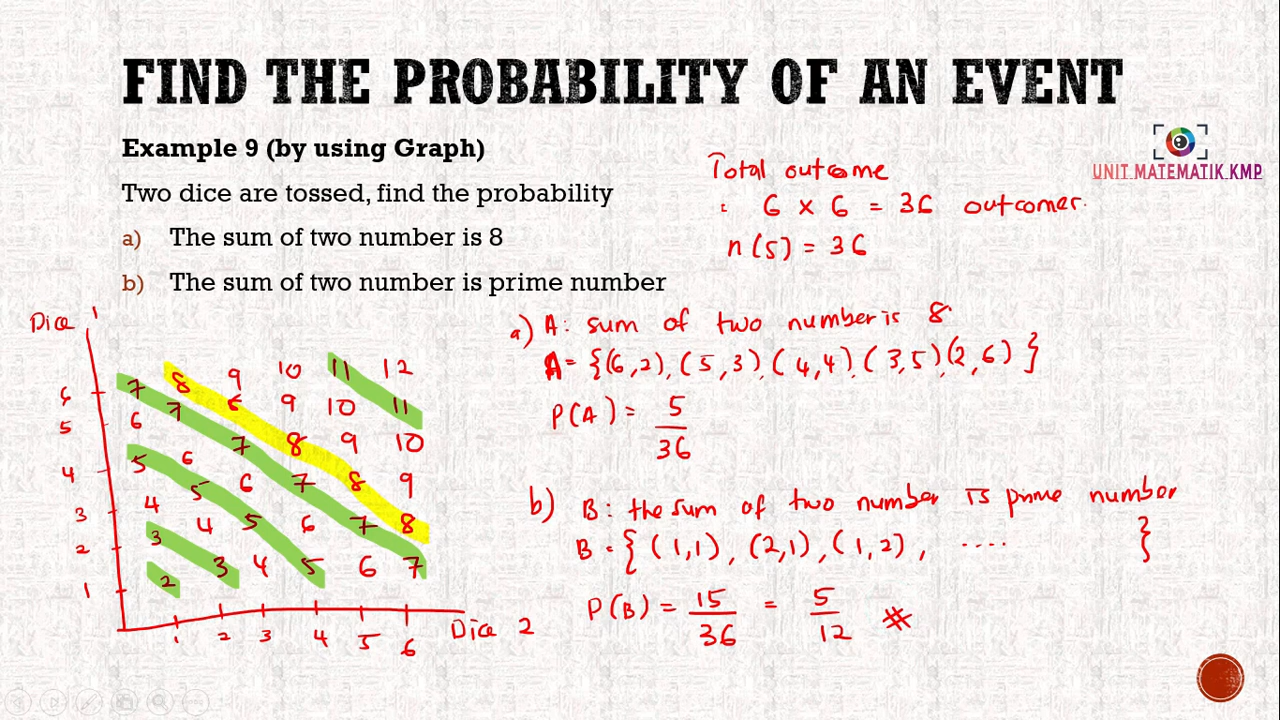 FIND THE PROBABILITY OF AN EVENT
Example 9 (by using Graph)
Two dice are tossed, find the probability
a) The sum of two number is 8
b) The sum of two number is prime number
UNIT.MATEMATIK.KMP
Total outcome
= 6 × 6 = 36 outcomes.
n(S) = 36
a) A: sum of two number is 8.
A = {(6,2), (5,3), (4,4), (3,5), (2,6)}
P(A) = 5/36
b) B: the sum of two number is prime number
B = { (1,1), (2,1), (1,2), .... }
P(B) = 15/36 = 5/12 #
Dice 1
6 7 8 9 10 11 12
5 6 7 8 9 10 11
4 5 6 7 8 9 10
3 4 5 6 7 8 9
2 3 4 5 6 7 8
1 2 3 4 5 6 7
1 2 3 4 5 6
Dice 2